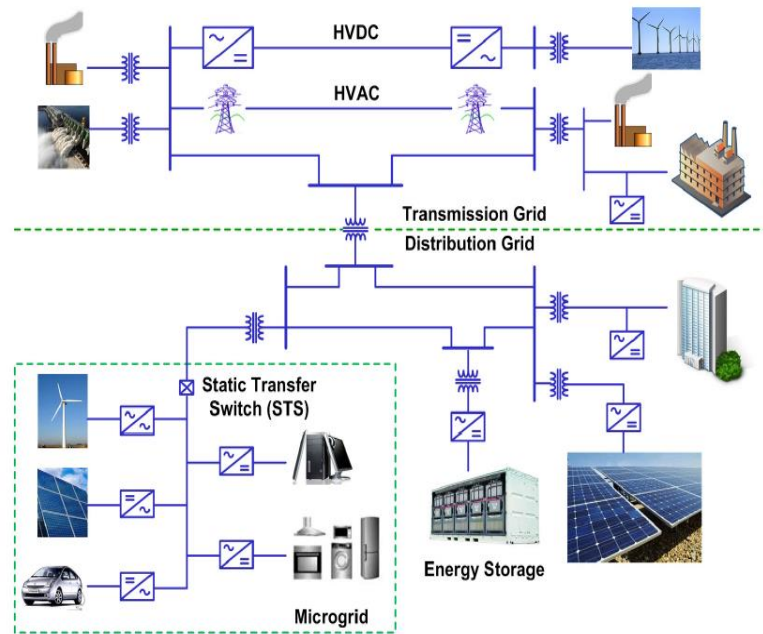 HVDC
HVAC
Transmission Grid
Distribution Grid
Static Transfer
Switch (STS)
Energy Storage
Microgrid